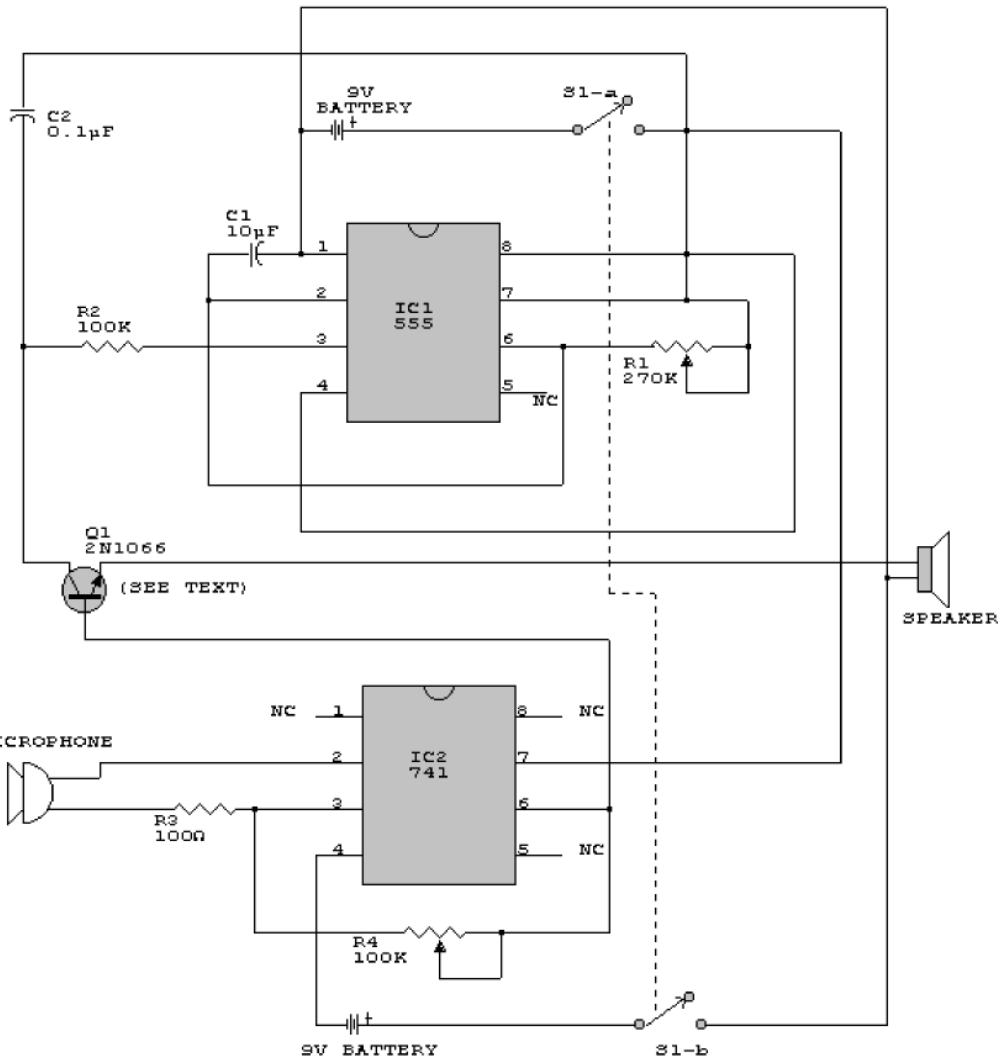 9V
BATTERY
S1-a
C2
0.1µF
C1
10µF
1
8
2
7
IC1
555
R2
100K
3
6
R1
270K
4
5
NC
Q1
2N1066
(SEE TEXT)
SPEAKER
NC
1
8
NC
ICROPHONE
2
7
IC2
741
3
6
R3
100Ω
4
5
NC
R4
100K
9V BATTERY
S1-b